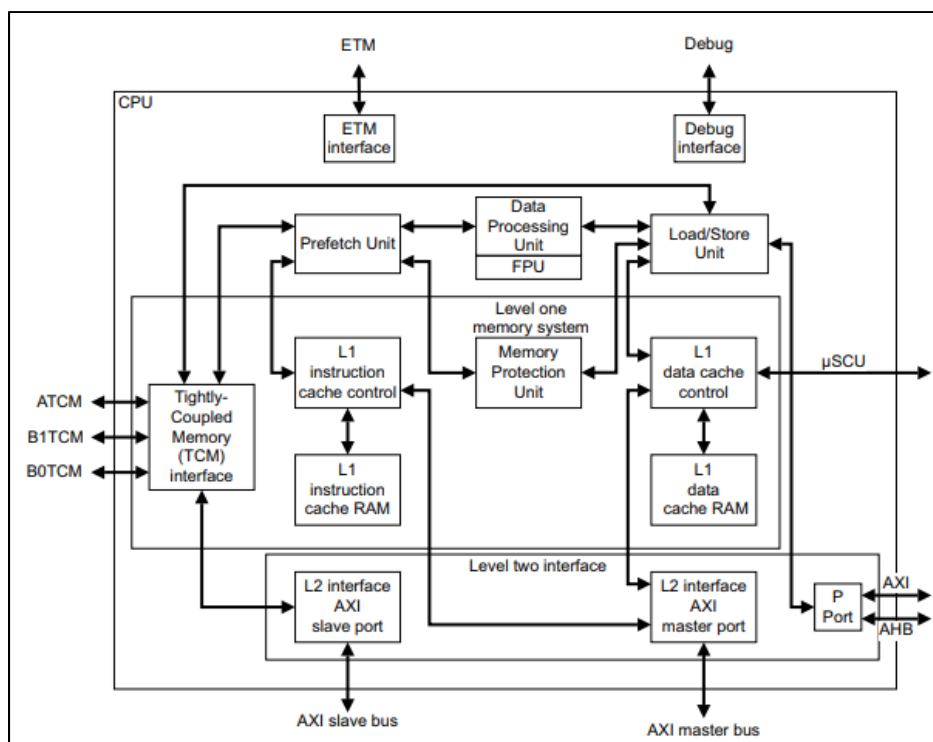 ETM
Debug
CPU
ETM
interface
Debug
interface
Prefetch Unit
Data
Processing
Unit
FPU
Load/Store
Unit
Level one
memory system
L1
instruction
cache control
Memory
Protection
Unit
L1
data cache
control
µSCU
ATCM
B1TCM
B0TCM
Tightly-
Coupled
Memory
(TCM)
interface
L1
instruction
cache RAM
L1
data
cache RAM
Level two interface
L2 interface
AXI
slave port
L2 interface
AXI
master port
P
Port
AXI
AHB
AXI slave bus
AXI master bus